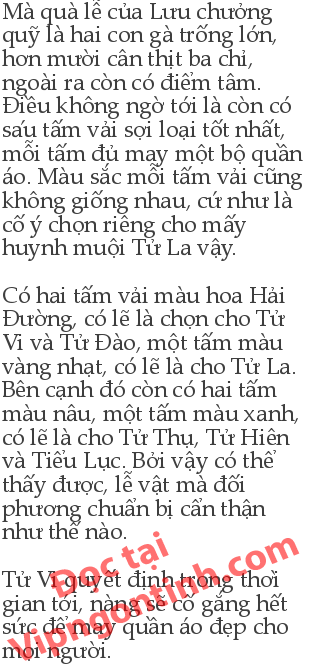 Mà quà lễ của Lưu chưởng
quỹ là hai con gà trống lớn,
hơn mười cân thịt ba chỉ,
ngoài ra còn có điểm tâm.
Điều không ngờ tới là còn có
sáu tấm vải sợi loại tốt nhất,
mỗi tấm đủ may một bộ quần
áo. Màu sắc mỗi tấm vải cũng
không giống nhau, cứ như là
cố ý chọn riêng cho mấy
huynh muội Tử La vậy.
Có hai tấm vải màu hoa Hải
Đường, có lẽ là chọn cho Tử
Vi và Tử Đào, một tấm màu
vàng nhạt, có lẽ là cho Tử La.
Bên cạnh đó còn có hai tấm
màu nâu, một tấm màu xanh,
có lẽ là cho Tử Thụ, Tử Hiên
và Tiểu Lục. Bởi vậy có thể
thấy được, lễ vật mà đối
phương chuẩn bị cẩn thận
như thế nào.
Tử Vi quyết định trong thời
gian tới, nàng sẽ cố gắng hết
sức để may quần áo đẹp cho
mọi người.
Đọc tại
Vipngontinh.com